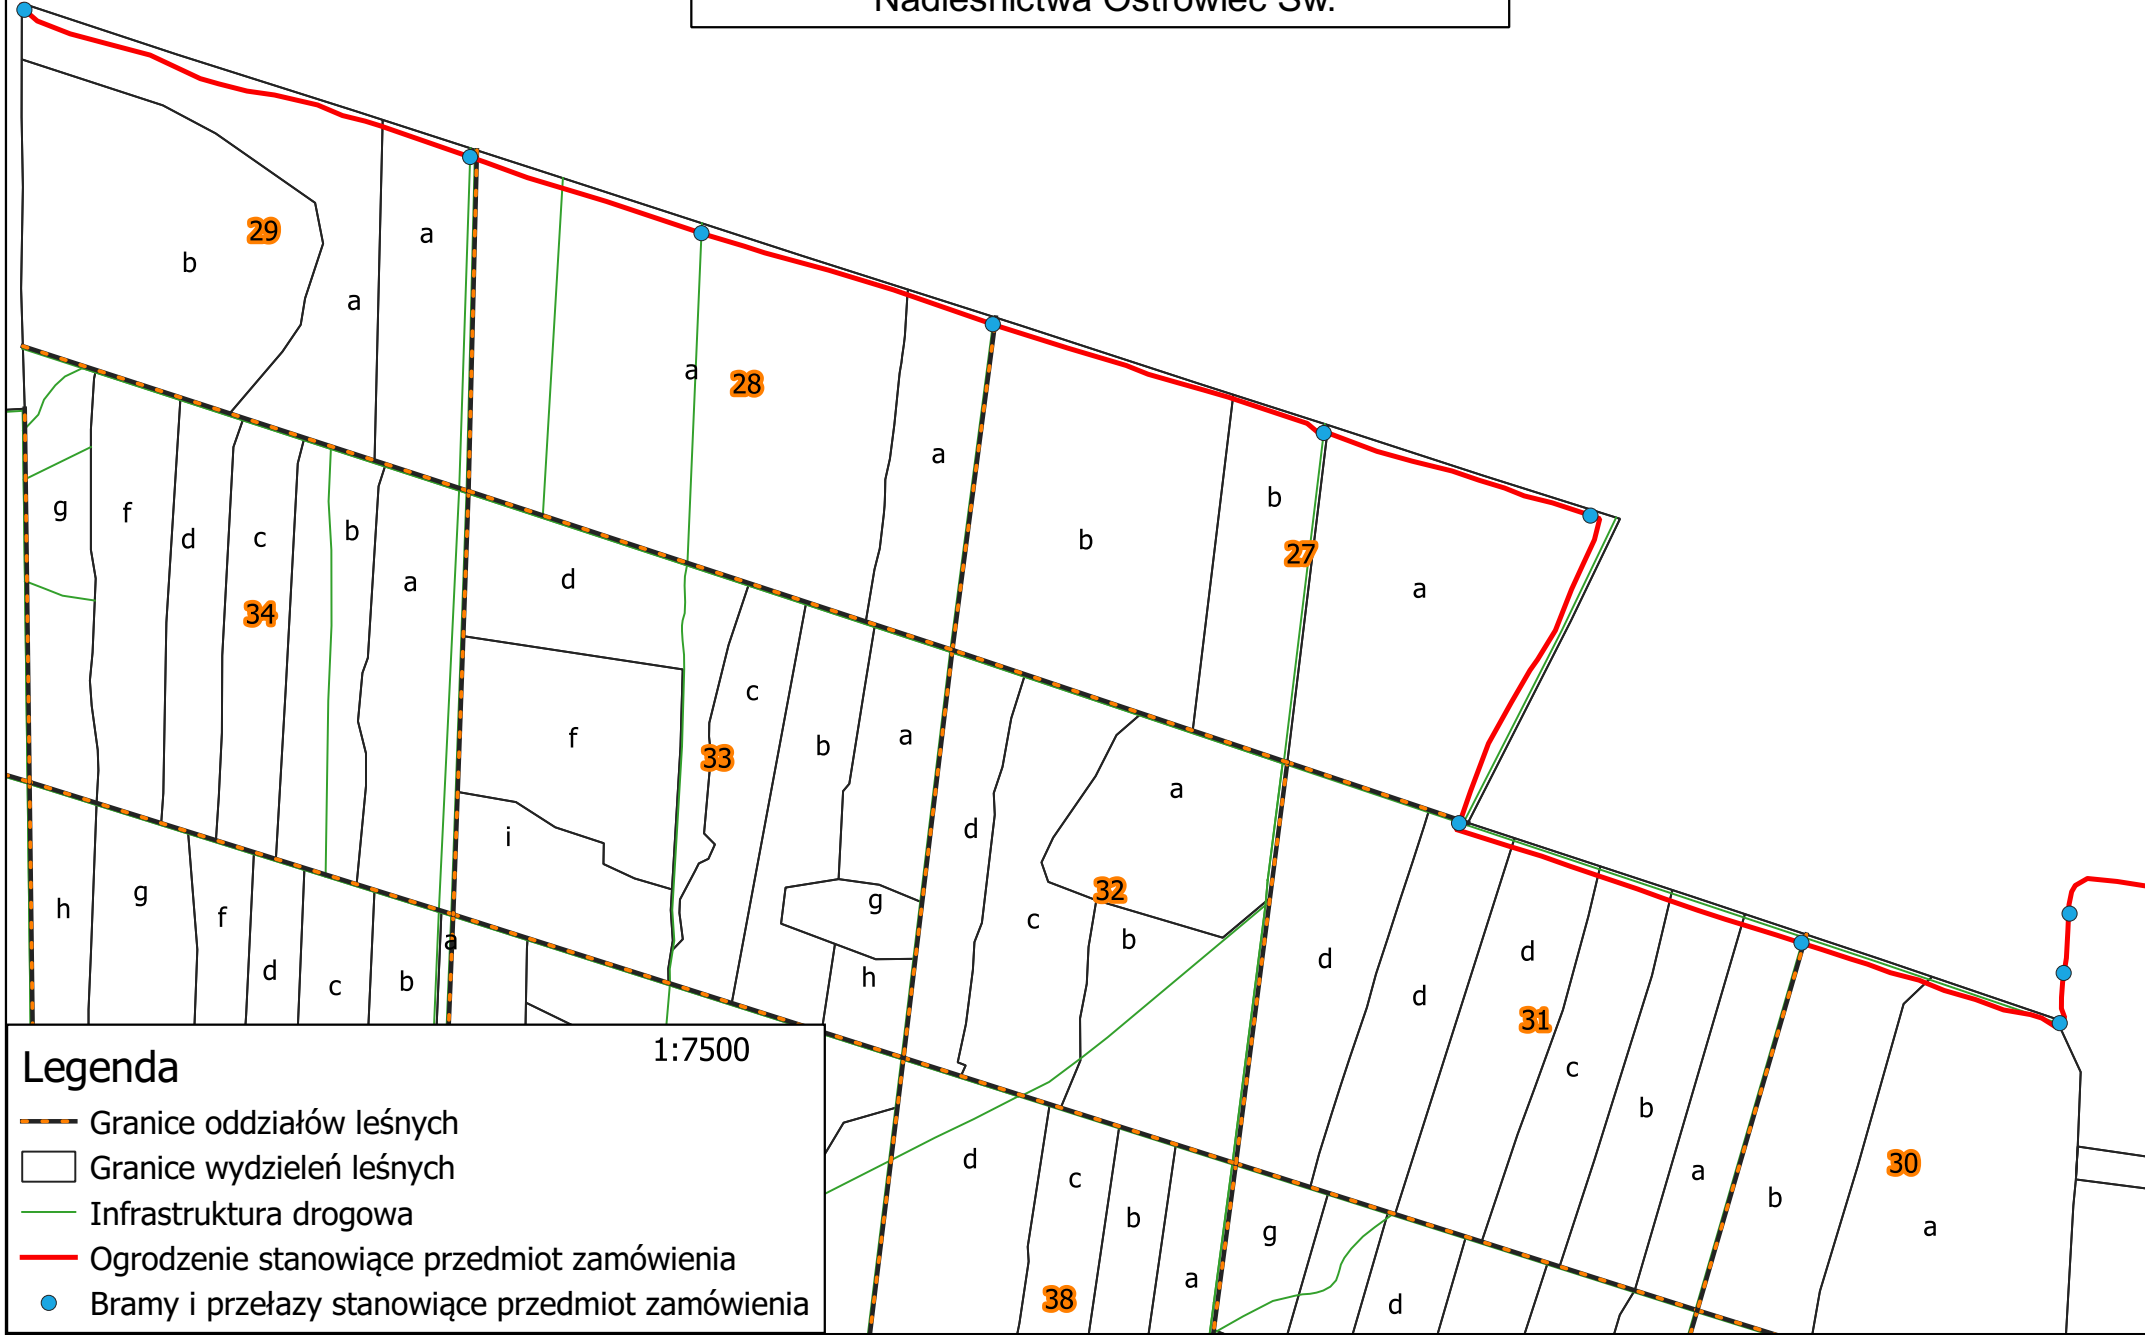 Nadleśnictwa Ostrowiec Św.
29
b
a
a
a
28
a
b
b
27
a
g
f
d
c
b
a
34
d
f
i
c
33
b
a
g
h
d
a
32
c
b
d
d
d
31
c
b
a
b
30
a
h
g
f
d
c
b
a
d
c
b
a
38
g
d
1:7500
Legenda
Granice oddziałów leśnych
Granice wydzieleń leśnych
Infrastruktura drogowa
Ogrodzenie stanowiące przedmiot zamówienia
Bramy i przełazy stanowiące przedmiot zamówienia